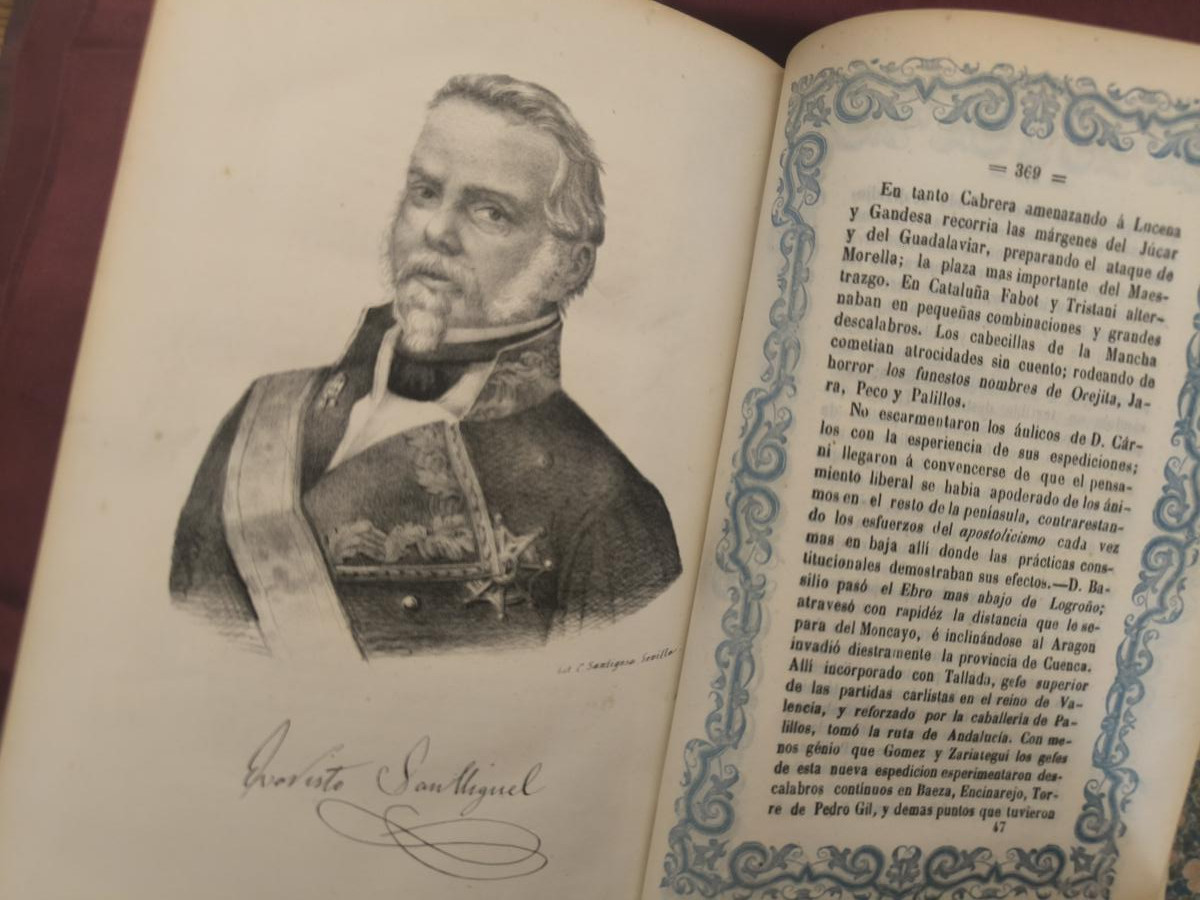 Lit. C. Santigosa Sevilla.
Evaristo SanMiguel
= 369 =
En tanto Cabrera amenazando á Lucena
y Gandesa recorria las márgenes del Júcar
y del Guadalaviar, preparando el ataque de
Morella; la plaza mas importante del Maes-
trazgo. En Cataluña Fabot y Tristani alter-
naban en pequeñas combinaciones y grandes
descalabros. Los cabecillas de la Mancha
cometian atrocidades sin cuento; rodeando de
horror los funestos nombres de Orejita, Ja-
ra, Peco y Palillos.
No escarmentaron los áulicos de D. Cár-
los con la esperiencia de sus espediciones;
ni llegaron á convencerse de que el pensa-
miento liberal se habia apoderado de los áni-
mos en el resto de la península, contrarestan-
do los esfuerzos del apostolicismo cada vez
mas en baja allí donde las prácticas cons-
titucionales demostraban sus efectos.—D. Ba-
silio pasó el Ebro mas abajo de Logroño;
atravesó con rapidéz la distancia que le se-
para del Moncayo, é inclinándose al Aragon
invadió diestramente la provincia de Cuenca.
Allí incorporado con Tallada, gefe superior
de las partidas carlistas en el reino de Va-
lencia, y reforzado por la caballería de Pa-
lillos, tomó la ruta de Andalucía. Con me-
nos génio que Gomez y Zariategui los gefes
de esta nueva espedicion esperimentaron des-
calabros continuos en Baeza, Encinarejo, Tor-
re de Pedro Gil, y demas puntos que tuvieron
47